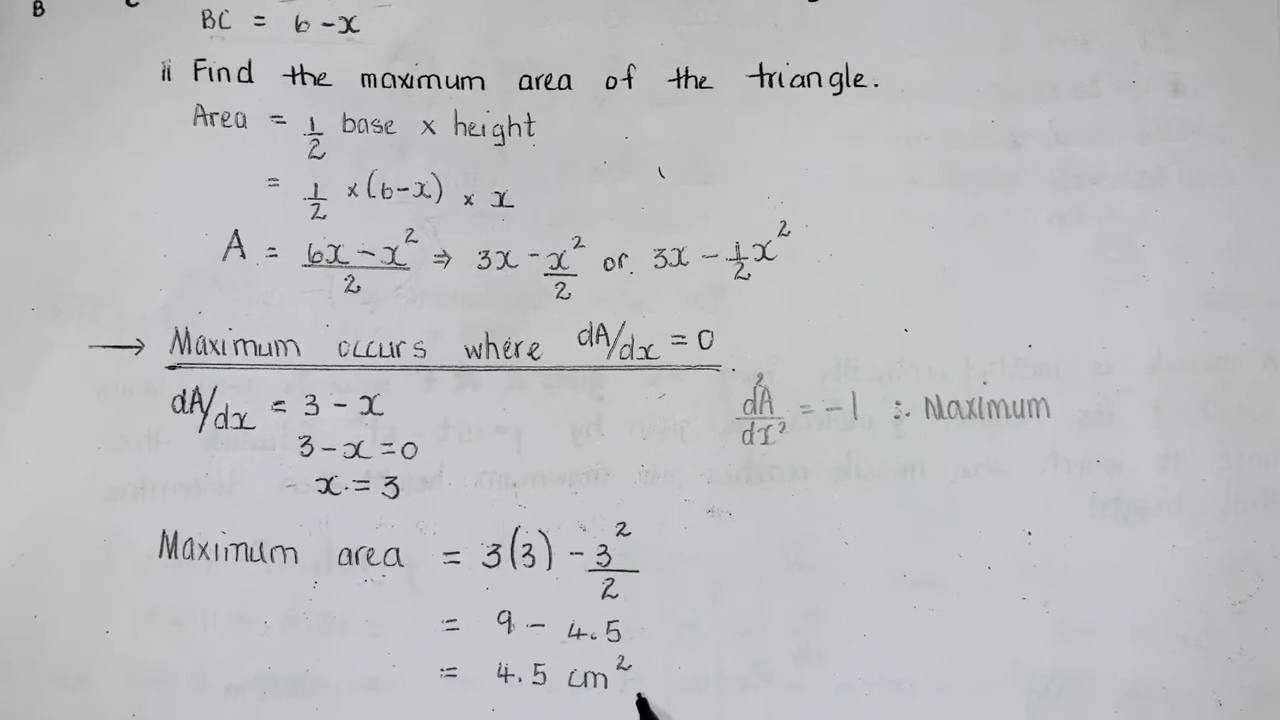 B
BC = 6 - x
ii Find the maximum area of the triangle.
Area = 1/2 base × height
= 1/2 × (6-x) × x
A = (6x - x²)/2 ⇒ 3x - x²/2 or 3x - 1/2 x²
→ Maximum occurs where dA/dx = 0
dA/dx = 3 - x
d²A/dx² = -1 ∴ Maximum
3 - x = 0
x = 3
Maximum area = 3(3) - 3²/2
= 9 - 4.5
= 4.5 cm²